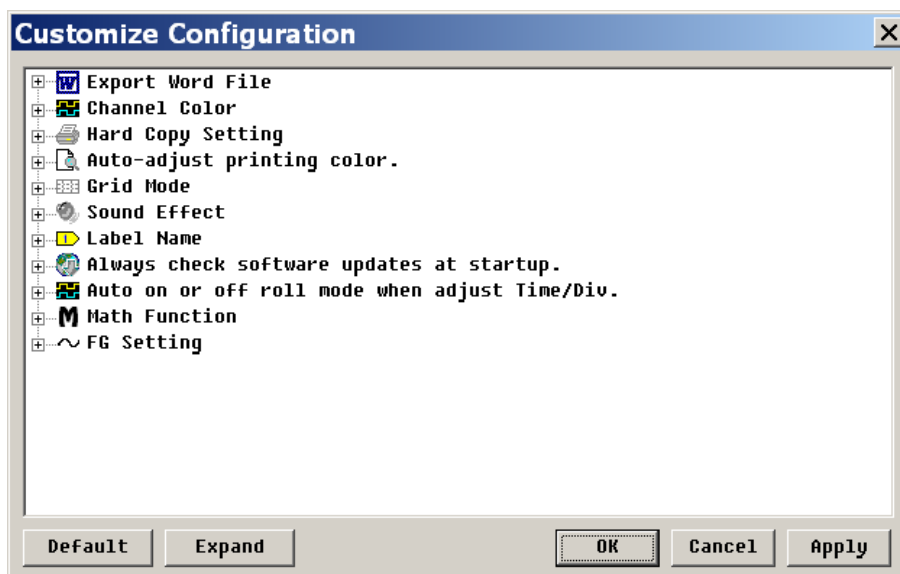 Customize Configuration
Export Word File
Channel Color
Hard Copy Setting
Auto-adjust printing color.
Grid Mode
Sound Effect
Label Name
Always check software updates at startup.
Auto on or off roll mode when adjust Time/Div.
M Math Function
FG Setting
Default Expand OK Cancel Apply